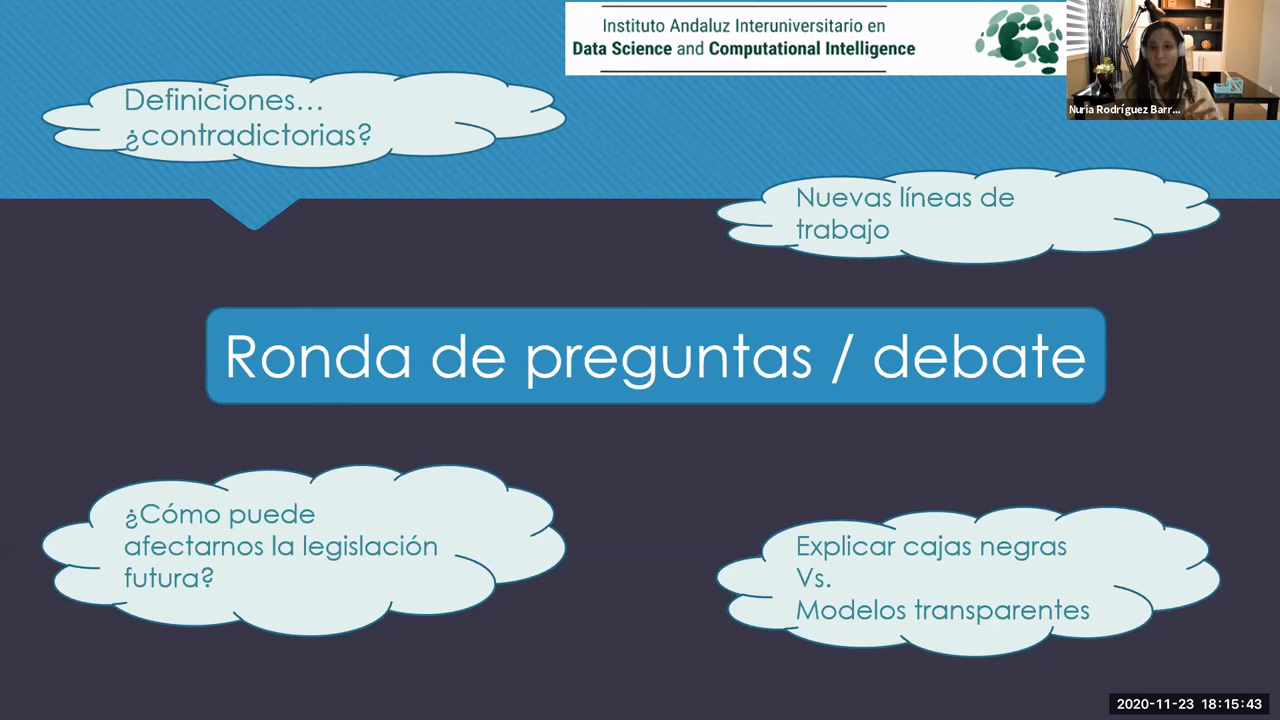 Instituto Andaluz Interuniversitario en
Data Science and Computational Intelligence
Nuria Rodríguez Barr...
Definiciones...
¿contradictorias?
Nuevas líneas de
trabajo
Ronda de preguntas / debate
¿Cómo puede
afectarnos la legislación
futura?
Explicar cajas negras
Vs.
Modelos transparentes
2020-11-23 18:15:43